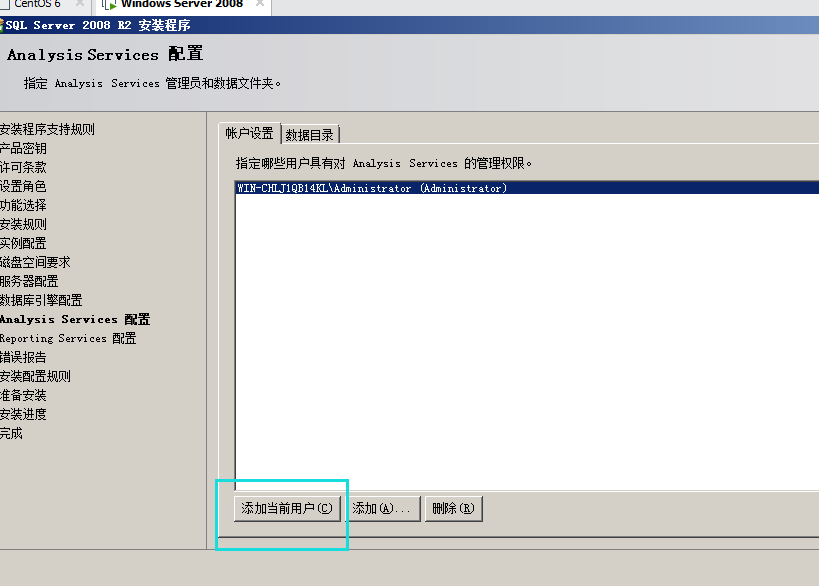 CentOS 6
Windows Server 2008
SQL Server 2008 R2 安装程序
Analysis Services 配置
指定 Analysis Services 管理员和数据文件夹。
安装程序支持规则
产品密钥
许可条款
设置角色
功能选择
安装规则
实例配置
磁盘空间要求
服务器配置
数据库引擎配置
Analysis Services 配置
Reporting Services 配置
错误报告
安装配置规则
准备安装
安装进度
完成
帐户设置 数据目录
指定哪些用户具有对 Analysis Services 的管理权限。
WIN-CHLJ1QB14KL\Administrator (Administrator)
添加当前用户(C) 添加(A)... 删除(R)